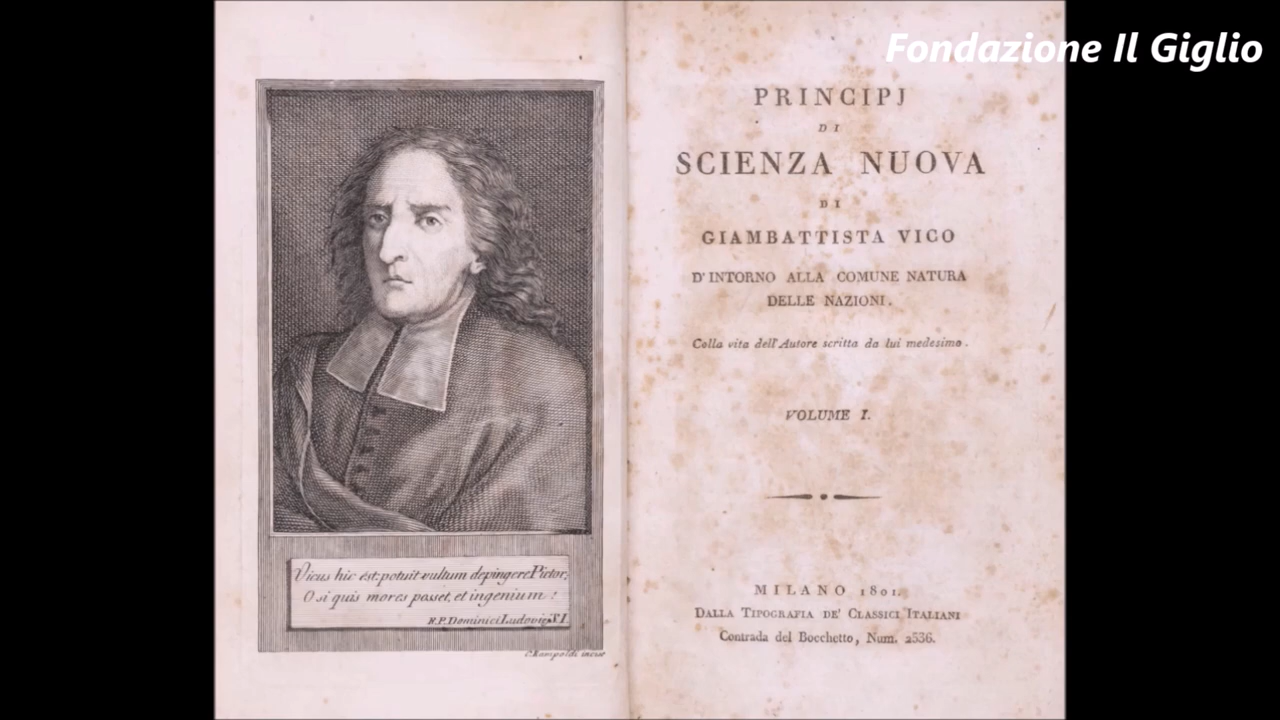 Fondazione Il Giglio
Vicus hic est: potuit vultum depingere Pictor;
O si quis mores posset, et ingenium!
R.P. Dominici Ludovici S.I.
C. Rampoldi incise
PRINCIPJ
DI
SCIENZA NUOVA
DI
GIAMBATTISTA VICO
D'INTORNO ALLA COMUNE NATURA
DELLE NAZIONI.
Colla vita dell'Autore scritta da lui medesimo.
VOLUME I.
MILANO 1801.
DALLA TIPOGRAFIA DE' CLASSICI ITALIANI
Contrada del Bocchetto, Num. 2536.